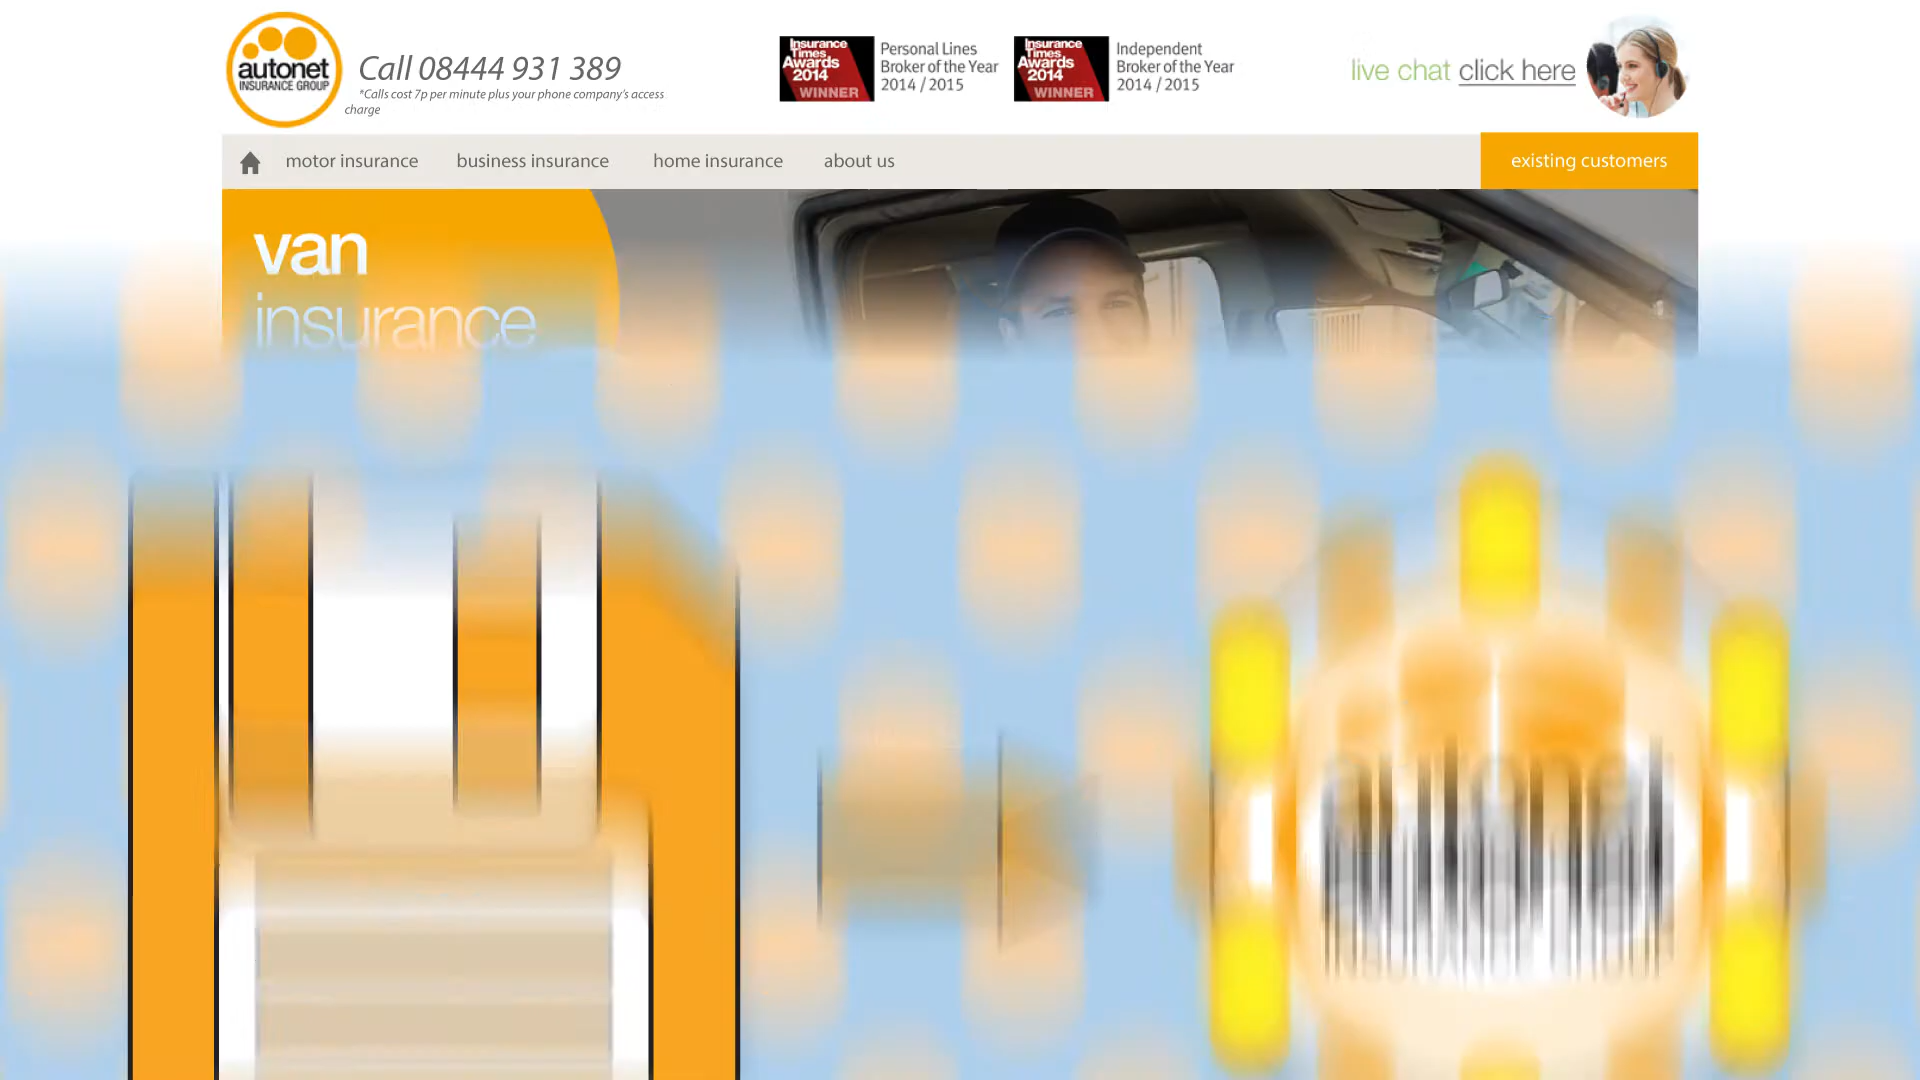 autonet
INSURANCE GROUP
Call 08444 931 389
*Calls cost 7p per minute plus your phone company's access
charge
Insurance
Times
Awards
2014
WINNER
Personal Lines
Broker of the Year
2014 / 2015
Insurance
Times
Awards
2014
WINNER
Independent
Broker of the Year
2014 / 2015
live chat click here
motor insurance business insurance home insurance about us existing customers
van
insurance